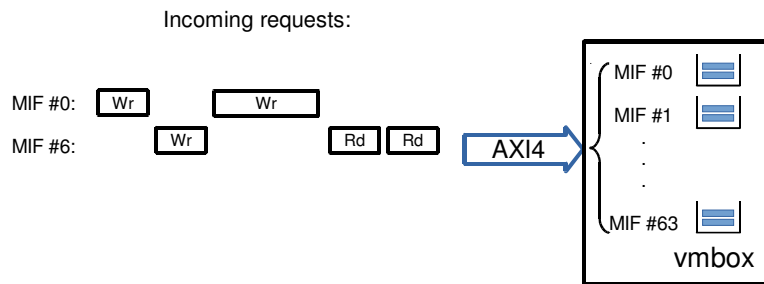 Incoming requests:
MIF #0: Wr Wr
MIF #6: Wr Rd Rd
AXI4
MIF #0
MIF #1
.
.
.
MIF #63
vmbox